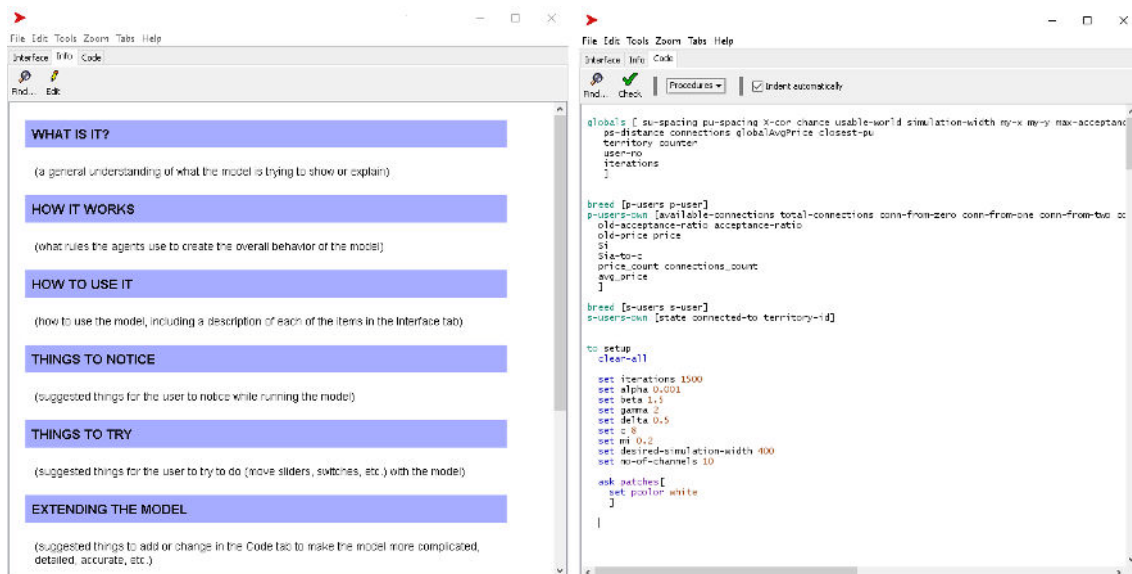 File Edit Tools Zoom Tabs Help
Interface Info Code
Find... Edit
WHAT IS IT?
(a general understanding of what the model is trying to show or explain)
HOW IT WORKS
(what rules the agents use to create the overall behavior of the model)
HOW TO USE IT
(how to use the model, including a description of each of the items in the Interface tab)
THINGS TO NOTICE
(suggested things for the user to notice while running the model)
THINGS TO TRY
(suggested things for the user to try to do (move sliders, switches, etc.) with the model)
EXTENDING THE MODEL
(suggested things to add or change in the Code tab to make the model more complicated,
detailed, accurate, etc.)
File Edit Tools Zoom Tabs Help
Interface Info Code
Find... Check Procedures Indent automatically
globals [ su-spacing pu-spacing X-cor chance usable-world simulation-width my-x my-y max-acceptanc
ps-distance connections globalAvgPrice closest-pu
territory counter
user-no
iterations
]
breed [p-users p-user]
p-users-own [available-connections total-connections conn-from-zero conn-from-one conn-from-two co
old-acceptance-ratio acceptance-ratio
old-price price
Si
Sia-to-c
price_count connections_count
avg_price
]
breed [s-users s-user]
s-users-own [state connected-to territory-id]
to setup
clear-all
set iterations 1500
set alpha 0.001
set beta 1.5
set gamma 2
set delta 0.5
set c 8
set mi 0.2
set desired-simulation-width 400
set no-of-channels 10
ask patches[
set pcolor white
]